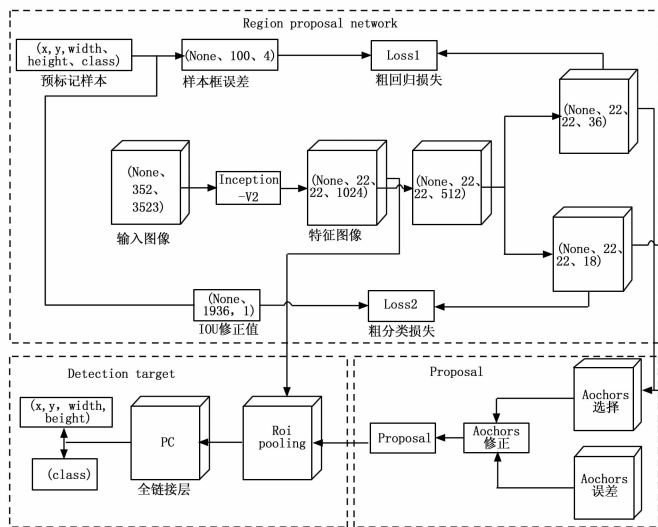 Region proposal network
(x,y,width、
height、class)
预标记样本
(None、100、4)
样本框误差
Loss1
粗回归损失
(None、22、
22、36)
(None、
352、
3523)
输入图像
Inception
-V2
(None、22、
22、1024)
特征图像
(None、22、
22、512)
(None、22、
22、18)
(None、
1936，1)
IOU修正值
Loss2
粗分类损失
Detection target
(x,y，width,
height)
(class)
PC
全链接层
Roi
pooling
Proposal
Proposal
Aochors
修正
Aochors
选择
Aochors
误差